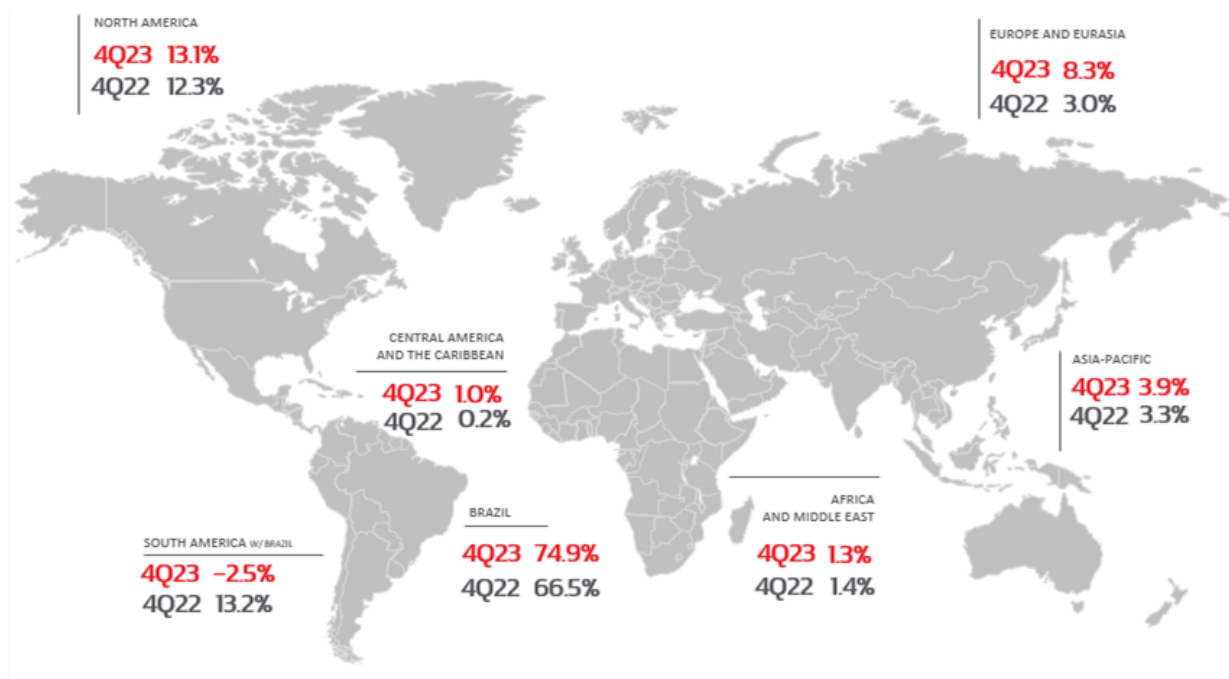 NORTH AMERICA
4Q23 13.1%
4Q22 12.3%
EUROPE AND EURASIA
4Q23 8.3%
4Q22 3.0%
CENTRAL AMERICA
AND THE CARIBBEAN
4Q23 1.0%
4Q22 0.2%
ASIA-PACIFIC
4Q23 3.9%
4Q22 3.3%
SOUTH AMERICA W/BRAZIL
4Q23 -2.5%
4Q22 13.2%
BRAZIL
4Q23 74.9%
4Q22 66.5%
AFRICA
AND MIDDLE EAST
4Q23 1.3%
4Q22 1.4%